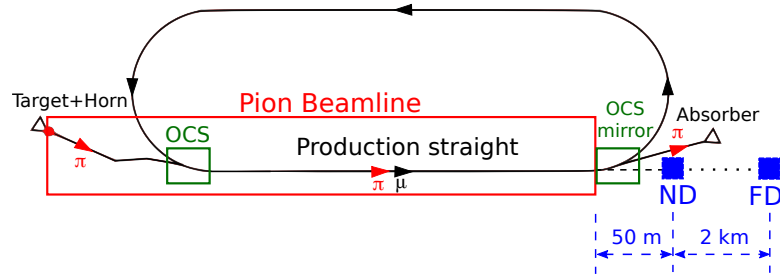 Target+Horn
Pion Beamline
OCS
OCS
mirror
Absorber
π
π
Production straight
π
μ
ND
FD
50 m
2 km